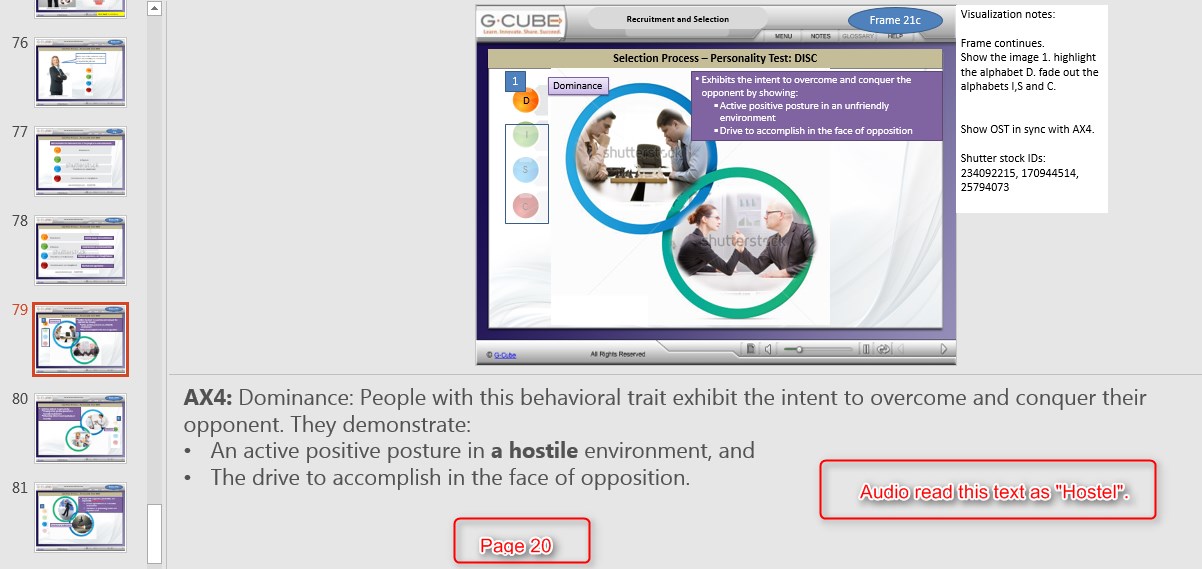 76
77
78
79
80
81
G-CUBE
Learn. Innovate. Share. Succeed.
Recruitment and Selection
Frame 21c
MENU NOTES GLOSSARY HELP
Selection Process – Personality Test: DISC
1
D
I
S
C
Dominance
• Exhibits the intent to overcome and conquer the
opponent by showing:
▪ Active positive posture in an unfriendly
environment
▪ Drive to accomplish in the face of opposition
shutterstock
shutterstock
© G-Cube
All Rights Reserved
Visualization notes:
Frame continues.
Show the image 1. highlight
the alphabet D. fade out the
alphabets I,S and C.
Show OST in sync with AX4.
Shutter stock IDs:
234092215, 170944514,
25794073
AX4: Dominance: People with this behavioral trait exhibit the intent to overcome and conquer their
opponent. They demonstrate:
• An active positive posture in a hostile environment, and
• The drive to accomplish in the face of opposition.
Audio read this text as "Hostel".
Page 20